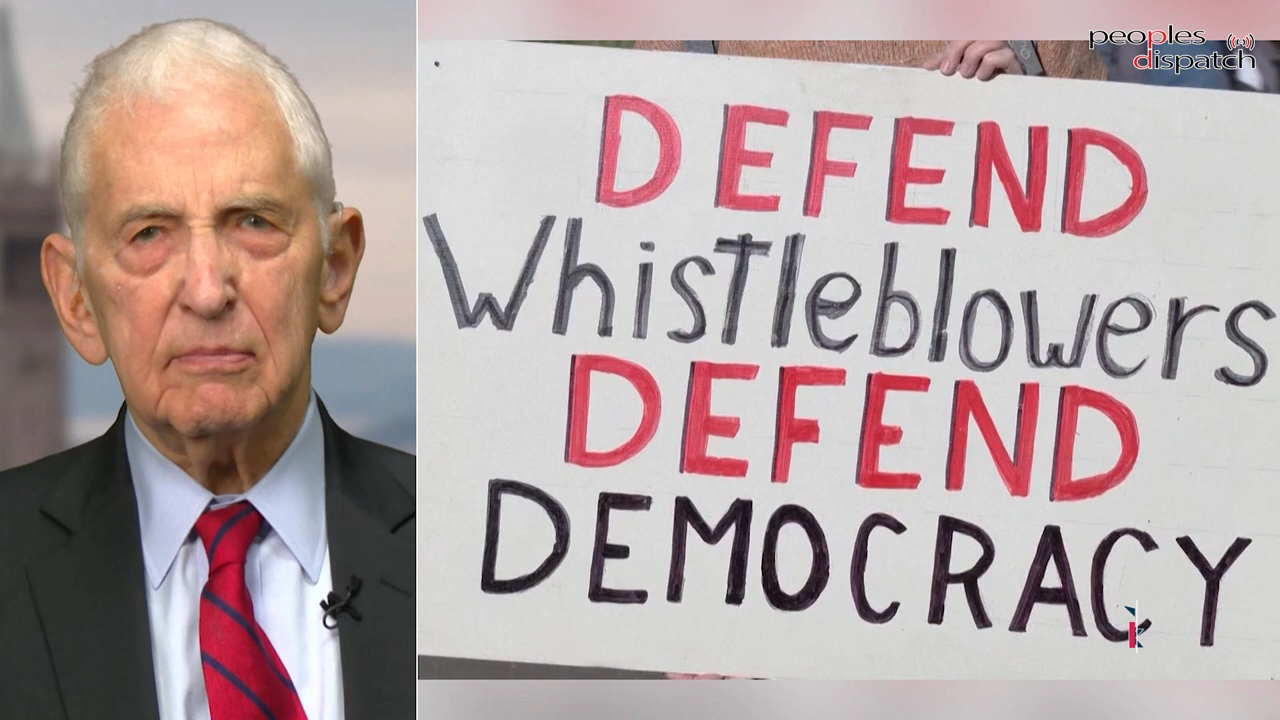 peoples
dispatch
DEFEND
Whistleblowers
DEFEND
DEMOCRACY